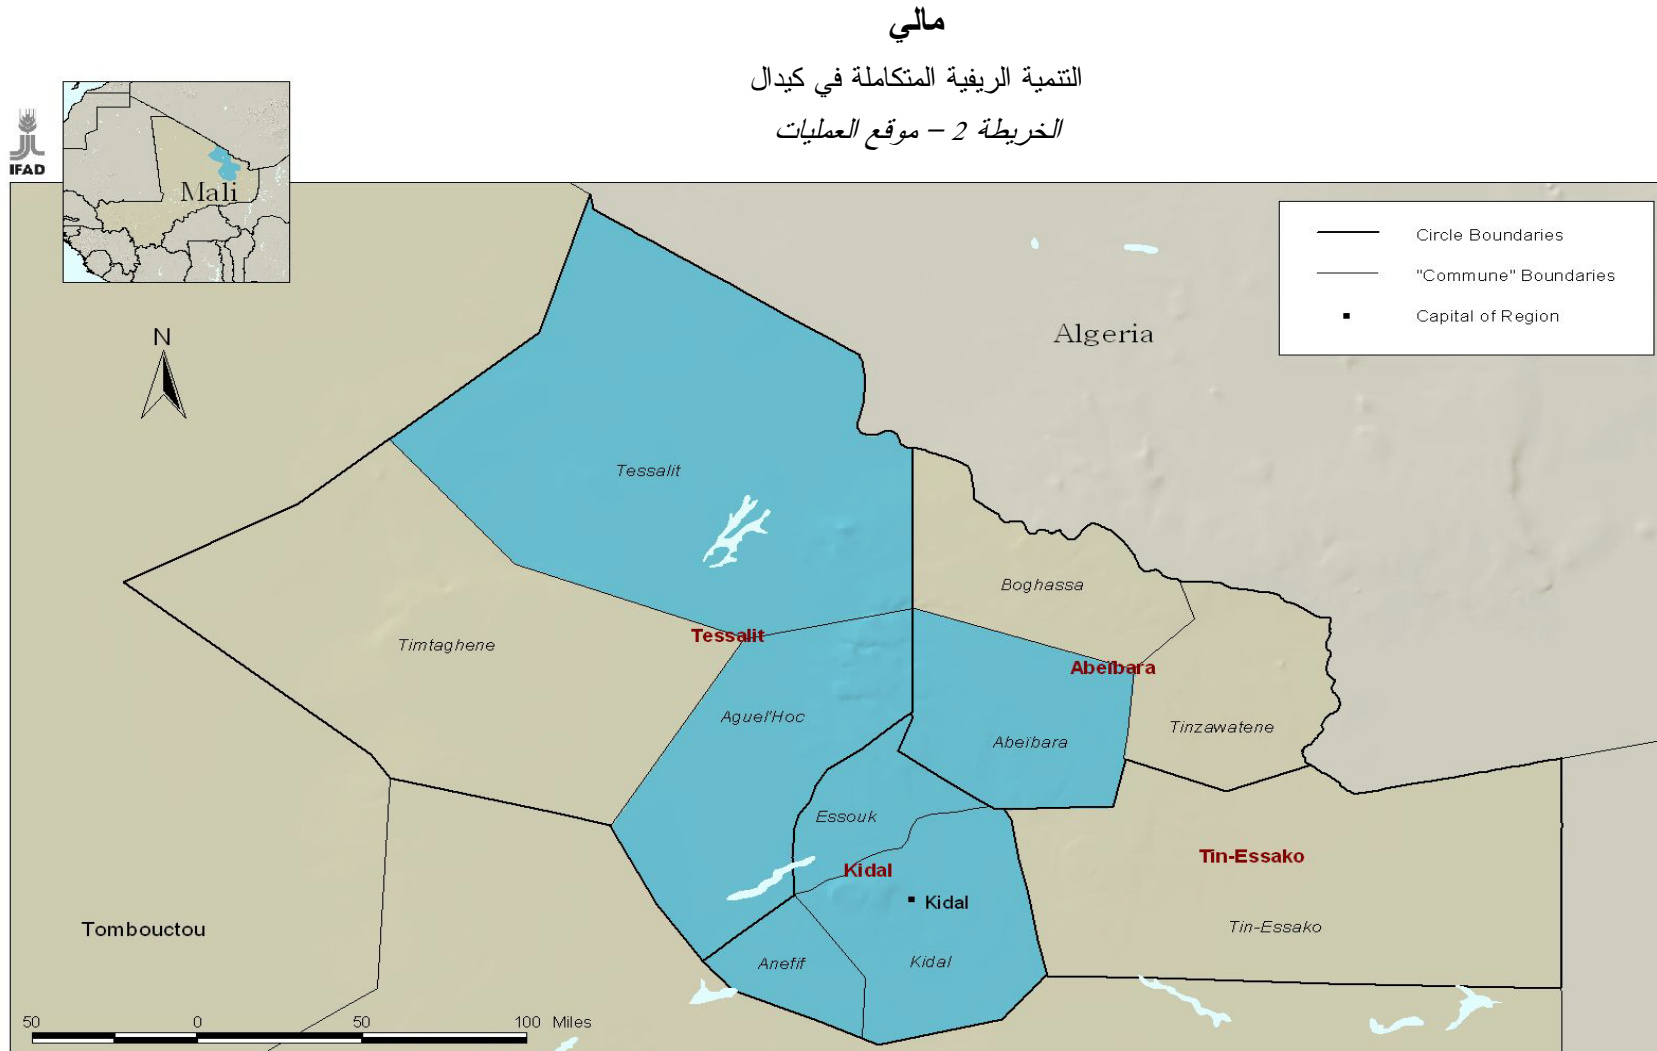 مالي
التنمية الريفية المتكاملة في كيدال
الخريطة 2 – موقع العمليات
IFAD
Mali
N
Circle Boundaries
"Commune" Boundaries
Capital of Region
Algeria
Tessalit
Boghassa
Tessalit
Timtaghene
Abeïbara
Aguel'Hoc
Abeïbara
Tinzawatene
Essouk
Kidal
Tin-Essako
Kidal
Tombouctou
Tin-Essako
Anefif
Kidal
50 0 50 100 Miles